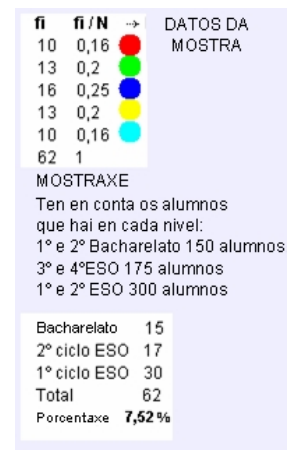 fi fi/N --> DATOS DA
10 0,16 MOSTRA
13 0,2
16 0,25
13 0,2
10 0,16
62 1
MOSTRAXE
Ten en conta os alumnos
que hai en cada nivel:
1º e 2º Bacharelato 150 alumnos
3º e 4ºESO 175 alumnos
1º e 2º ESO 300 alumnos
Bacharelato 15
2º ciclo ESO 17
1º ciclo ESO 30
Total 62
Porcentaxe 7,52 %